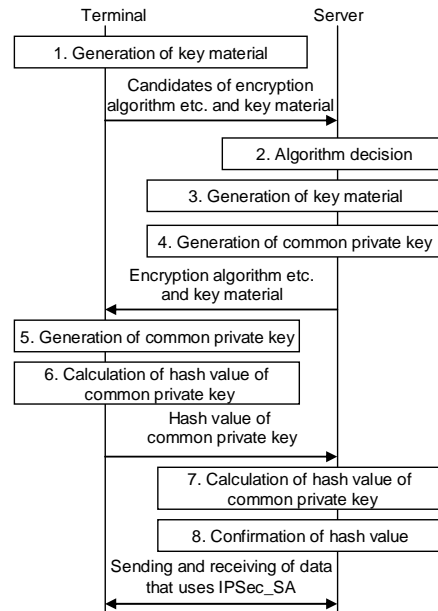 Terminal
Server
1. Generation of key material
Candidates of encryption
algorithm etc. and key material
2. Algorithm decision
3. Generation of key material
4. Generation of common private key
Encryption algorithm etc.
and key material
5. Generation of common private key
6. Calculation of hash value of
common private key
Hash value of
common private key
7. Calculation of hash value of
common private key
8. Confirmation of hash value
Sending and receiving of data
that uses IPSec_SA